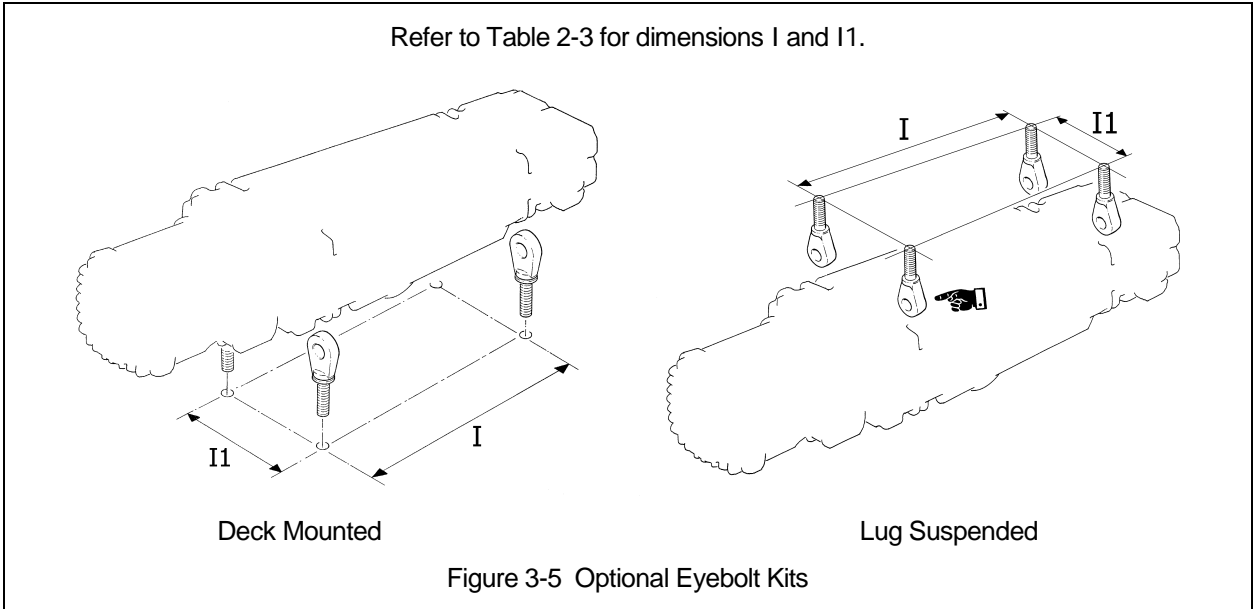 Refer to Table 2-3 for dimensions I and I1.
I
I1
I1
I
Deck Mounted
Lug Suspended
Figure 3-5 Optional Eyebolt Kits